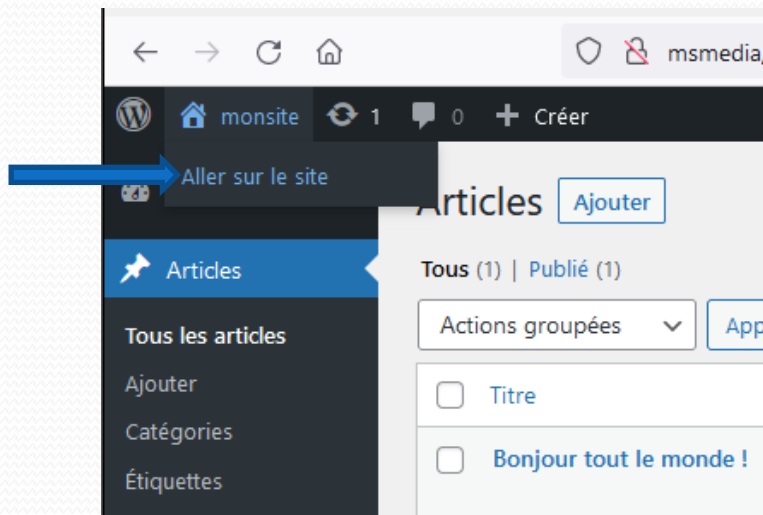 msmedia
monsite 1 0 + Créer
Aller sur le site
Articles Ajouter
Articles
Tous (1) | Publié (1)
Tous les articles
Actions groupées
Ajouter
Titre
Catégories
Bonjour tout le monde !
Étiquettes